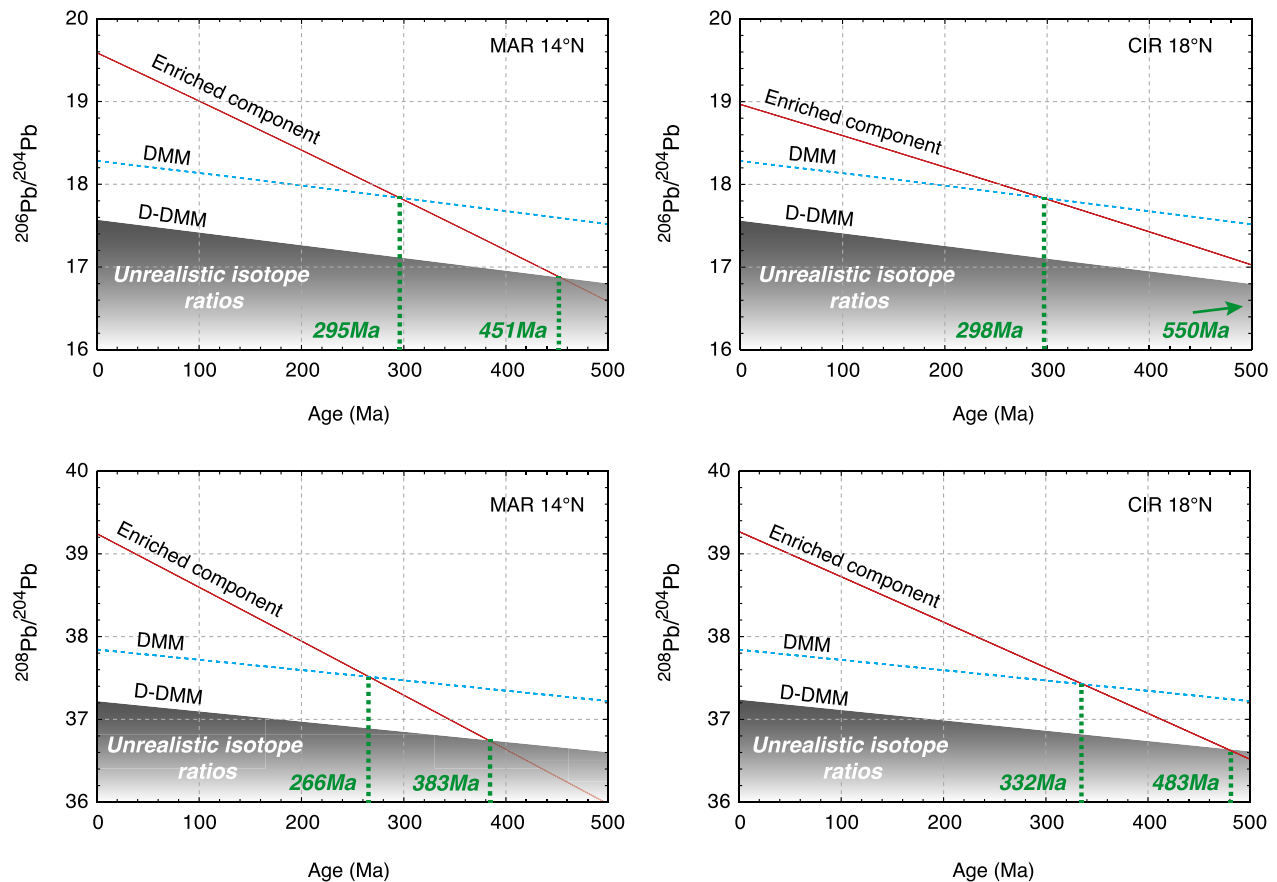 20
19
18
17
16
²⁰⁶Pb/²⁰⁴Pb
MAR 14°N
Enriched component
DMM
D-DMM
Unrealistic isotope
ratios
295Ma
451Ma
0 100 200 300 400 500
Age (Ma)
20
19
18
17
16
²⁰⁶Pb/²⁰⁴Pb
CIR 18°N
Enriched component
DMM
D-DMM
Unrealistic isotope
ratios
298Ma
550Ma
0 100 200 300 400 500
Age (Ma)
40
39
38
37
36
²⁰⁸Pb/²⁰⁴Pb
MAR 14°N
Enriched component
DMM
D-DMM
Unrealistic isotope
ratios
266Ma
383Ma
0 100 200 300 400 500
Age (Ma)
40
39
38
37
36
²⁰⁸Pb/²⁰⁴Pb
CIR 18°N
Enriched component
DMM
D-DMM
Unrealistic isotope
ratios
332Ma
483Ma
0 100 200 300 400 500
Age (Ma)